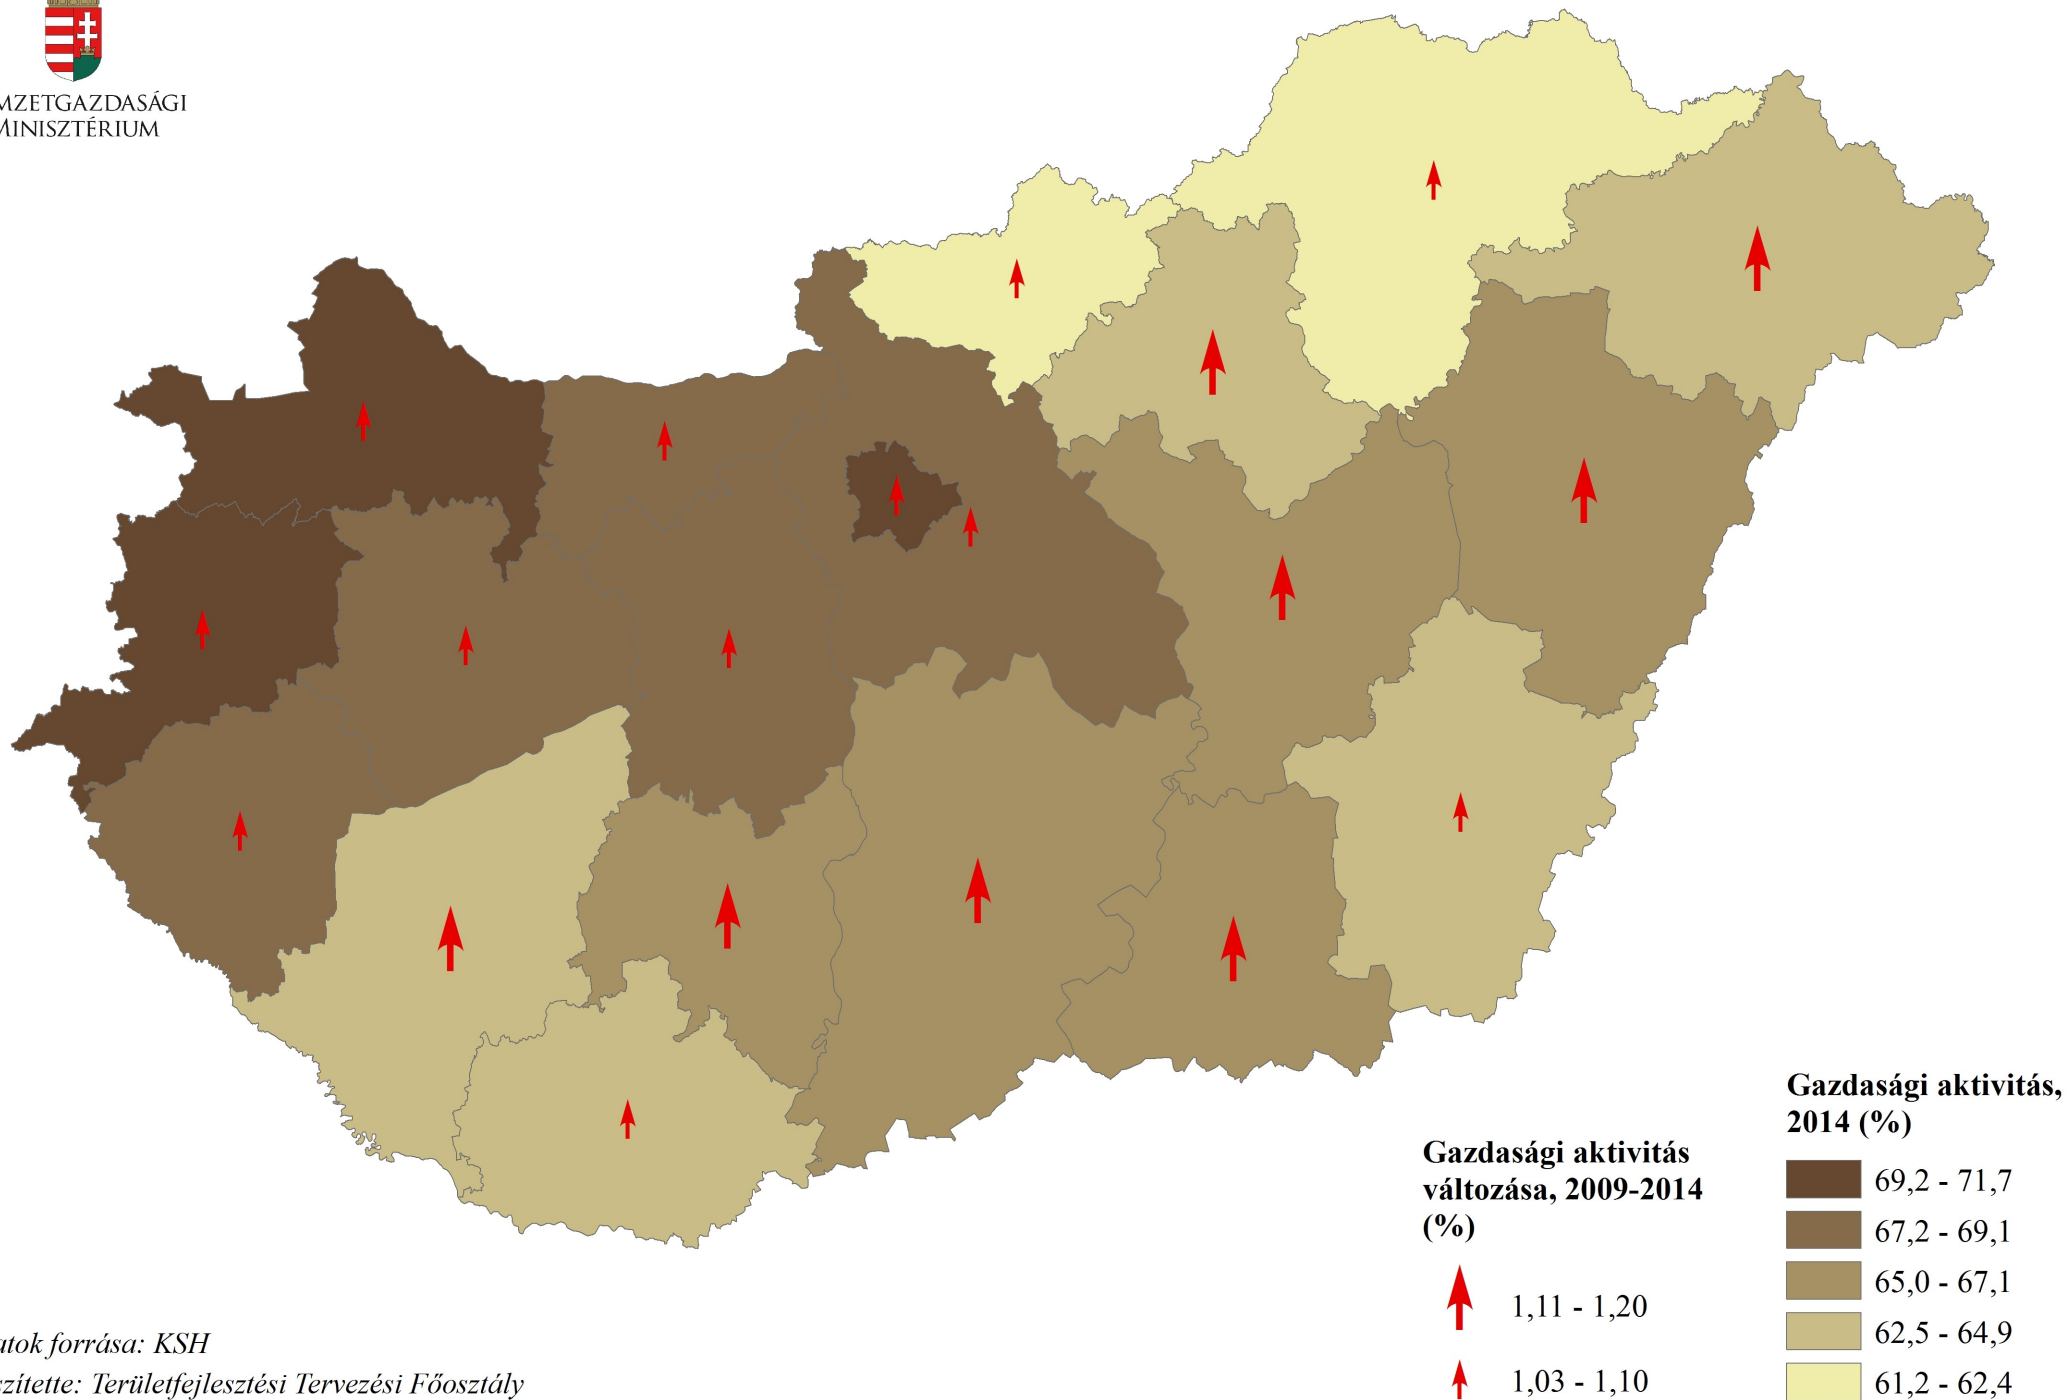 MZETGAZDASÁGI
MINISZTÉRIUM
Gazdasági aktivitás,
2014 (%)
69,2 - 71,7
67,2 - 69,1
65,0 - 67,1
62,5 - 64,9
61,2 - 62,4
Gazdasági aktivitás
változása, 2009-2014
(%)
1,11 - 1,20
1,03 - 1,10
atok forrása: KSH
szítette: Területfejlesztési Tervezési Főosztály